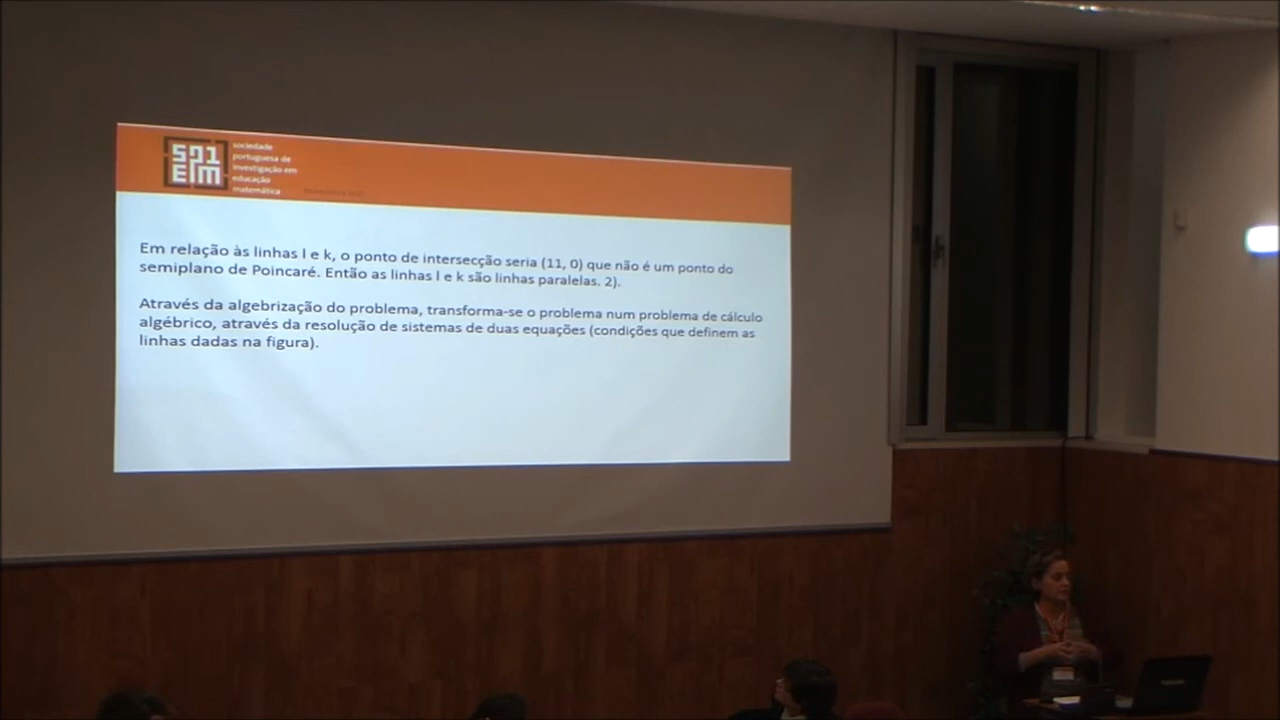 sp1
eim
sociedade
portuguesa de
investigação em
educação
matemática
Em relação às linhas l e k, o ponto de intersecção seria (11, 0) que não é um ponto do
semiplano de Poincaré. Então as linhas l e k são linhas paralelas. 2).
Através da algebrização do problema, transforma-se o problema num problema de cálculo
algébrico, através da resolução de sistemas de duas equações (condições que definem as
linhas dadas na figura).